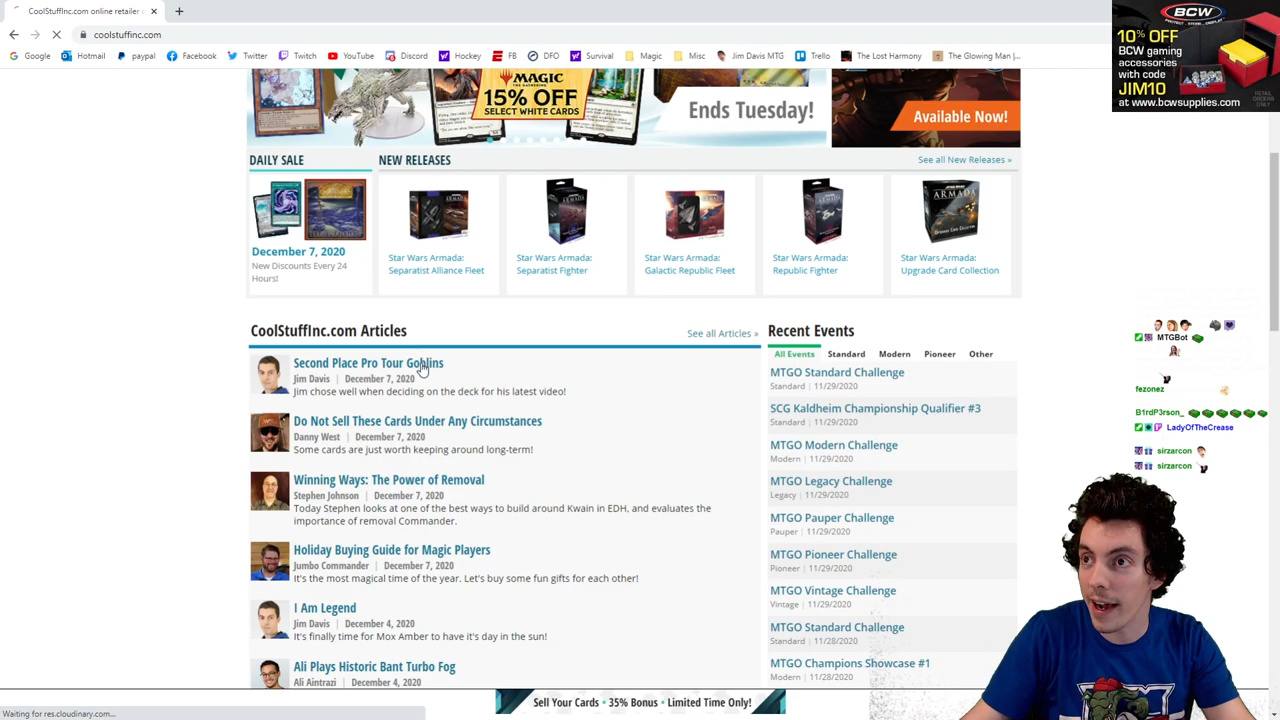 CoolStuffInc.com online retailer
coolstuffinc.com
Google Hotmail paypal Facebook Twitter Twitch YouTube Discord Hockey FB DFO Survival Magic Misc Jim Davis MTG Trello The Lost Harmony The Glowing Man |...
BCW
10% OFF
BCW gaming
accessories
with code
JIM10
at www.bcwsupplies.com
RETAIL
ORDERS
ONLY
MAGIC
15% OFF
SELECT WHITE CARDS
Ends Tuesday!
Available Now!
DAILY SALE
NEW RELEASES
See all New Releases »
December 7, 2020
New Discounts Every 24
Hours!
Star Wars Armada:
Separatist Alliance Fleet
Star Wars Armada:
Separatist Fighter
Star Wars Armada:
Galactic Republic Fleet
Star Wars Armada:
Republic Fighter
Star Wars Armada:
Upgrade Card Collection
CoolStuffInc.com Articles
See all Articles »
Second Place Pro Tour Goblins
Jim Davis | December 7, 2020
Jim chose well when deciding on the deck for his latest video!
Do Not Sell These Cards Under Any Circumstances
Danny West | December 7, 2020
Some cards are just worth keeping around long-term!
Winning Ways: The Power of Removal
Stephen Johnson | December 7, 2020
Today Stephen looks at one of the best ways to build around Kwain in EDH, and evaluates the
importance of removal Commander.
Holiday Buying Guide for Magic Players
Jumbo Commander | December 7, 2020
It's the most magical time of the year. Let's buy some fun gifts for each other!
I Am Legend
Jim Davis | December 4, 2020
It's finally time for Mox Amber to have it's day in the sun!
Ali Plays Historic Bant Turbo Fog
Ali Aintrazi | December 4, 2020
Recent Events
All Events Standard Modern Pioneer Other
MTGO Standard Challenge
Standard | 11/29/2020
SCG Kaldheim Championship Qualifier #3
Standard | 11/29/2020
MTGO Modern Challenge
Modern | 11/29/2020
MTGO Legacy Challenge
Legacy | 11/29/2020
MTGO Pauper Challenge
Pauper | 11/29/2020
MTGO Pioneer Challenge
Pioneer | 11/29/2020
MTGO Vintage Challenge
Vintage | 11/29/2020
MTGO Standard Challenge
Standard | 11/28/2020
MTGO Champions Showcase #1
Modern | 11/28/2020
MTGBot
fezonez
B1rdP3rson_
LadyOfTheCrease
sirzarcon
sirzarcon
Waiting for res.cloudinary.com...
Sell Your Cards • 35% Bonus • Limited Time Only!